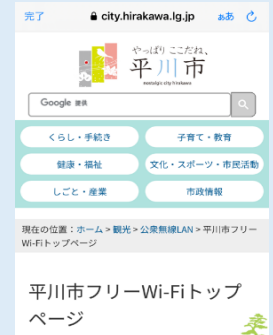 完了 city.hirakawa.lg.jp ぁあ
やっぱり ここだね、
平川市
nostalgic city hirakawa
Google 提供
くらし・手続き 子育て・教育
健康・福祉 文化・スポーツ・市民活動
しごと・産業 市政情報
現在の位置：ホーム > 観光 > 公衆無線LAN > 平川市フリー
Wi-Fiトップページ
平川市フリーWi-Fiトップ
ページ